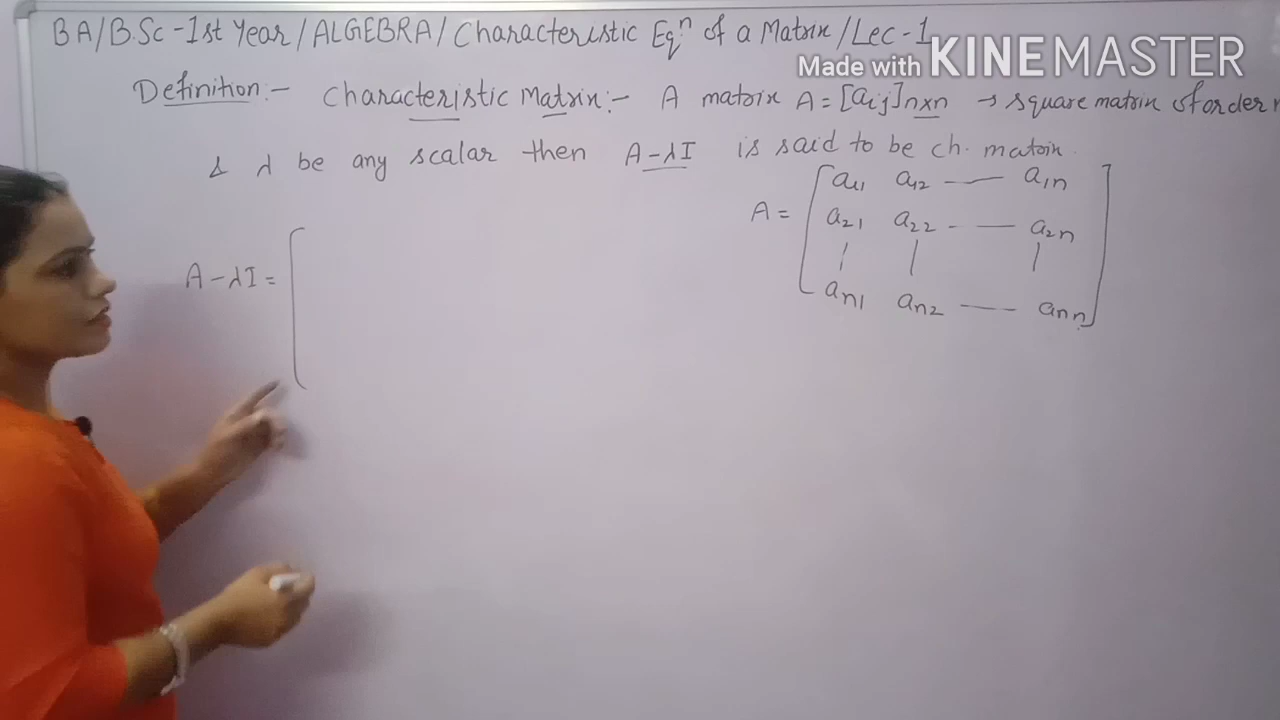 BA/B.Sc-1st Year/ALGEBRA/Characteristic Eqⁿ of a Matrix/Lec-1
Made with KINEMASTER
Definition:- Characteristic Matrix:- A matrix A = [aij]n×n → square matrix of order n
& λ be any scalar then A-λI is said to be ch. matrix
A = [a11 a12 — a1n
a21 a22 - — a2n
| | |
an1 an2 — ann]
A-λI = [